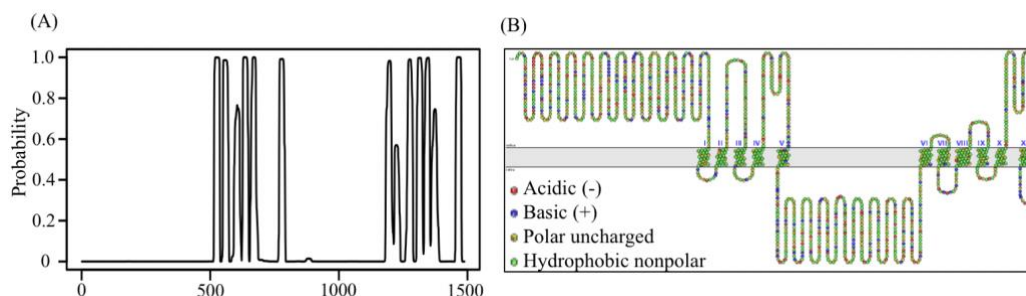 (A)
(B)
Probability
1.0
0.8
0.6
0.4
0.2
0
0
500
1000
1500
I II III IV V VI VII VIII IX X X
Acidic (-)
Basic (+)
Polar uncharged
Hydrophobic nonpolar